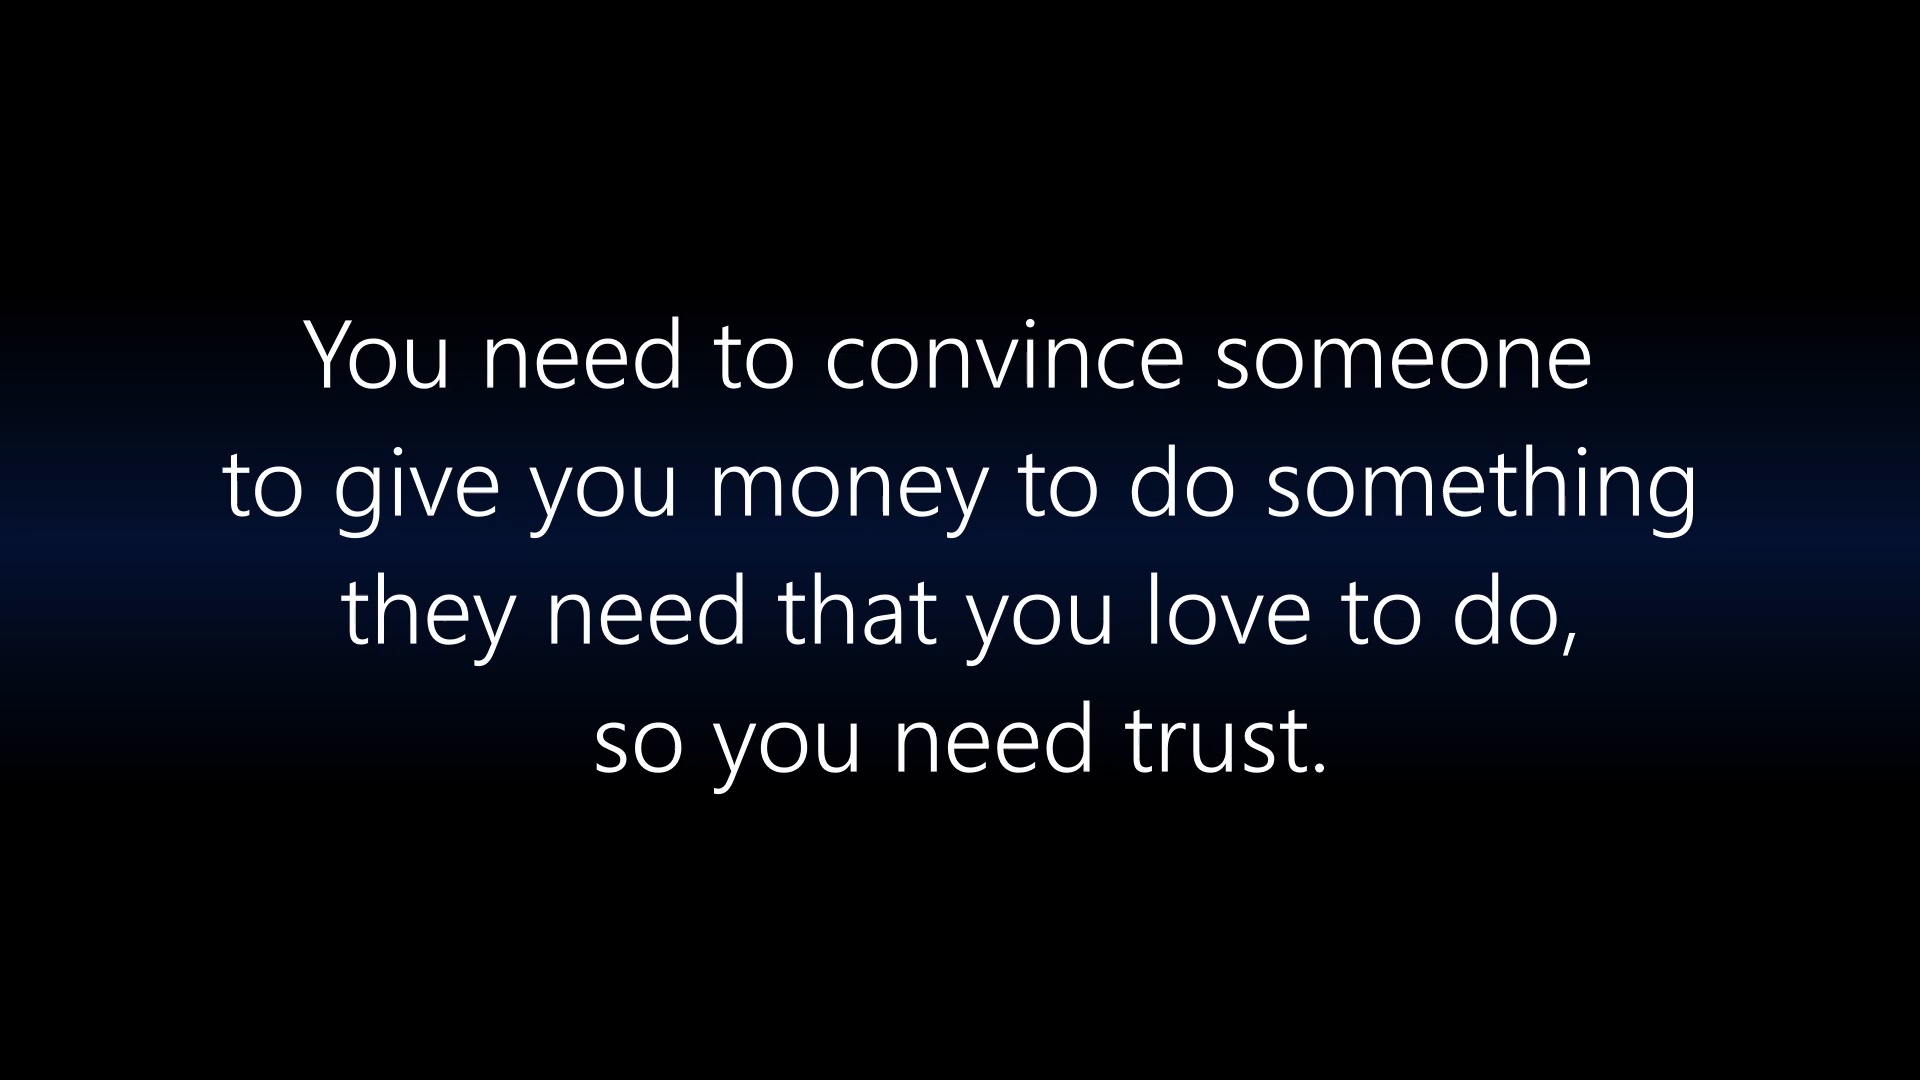 You need to convince someone
to give you money to do something
they need that you love to do,
so you need trust.